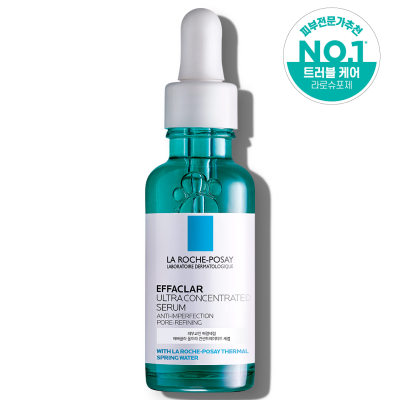 피부전문가추천
NO.1
트러블 케어
라로슈포제
LA ROCHE-POSAY
LABORATOIRE DERMATOLOGIQUE
EFFACLAR
ULTRA CONCENTRATED
SERUM
ANTI-IMPERFECTION
PORE-REFINING
WITH LA ROCHE-POSAY THERMAL
SPRING WATER